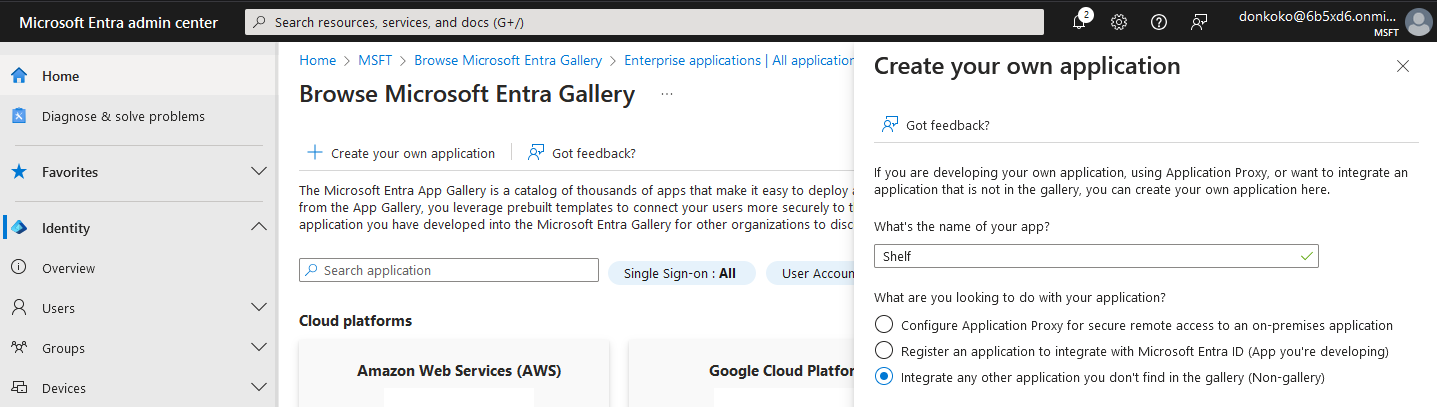 Microsoft Entra admin center
Search resources, services, and docs (G+/)
2
donkoko@6b5xd6.onmi...
MSFT
Home
Diagnose & solve problems
Favorites
Identity
Overview
Users
Groups
Devices
Home > MSFT > Browse Microsoft Entra Gallery > Enterprise applications | All application
Browse Microsoft Entra Gallery ...
Create your own application
Got feedback?
The Microsoft Entra App Gallery is a catalog of thousands of apps that make it easy to deploy
from the App Gallery, you leverage prebuilt templates to connect your users more securely to
application you have developed into the Microsoft Entra Gallery for other organizations to
Search application
Single Sign-on : All
User
Cloud platforms
Amazon Web Services (AWS)
Google Cloud
Create your own application
Got feedback?
If you are developing your own application, using Application Proxy, or want to integrate an
application that is not in the gallery, you can create your own application here.
What's the name of your app?
Shelf
What are you looking to do with your application?
Configure Application Proxy for secure remote access to an on-premises application
Register an application to integrate with Microsoft Entra ID (App you're developing)
Integrate any other application you don't find in the gallery (Non-gallery)